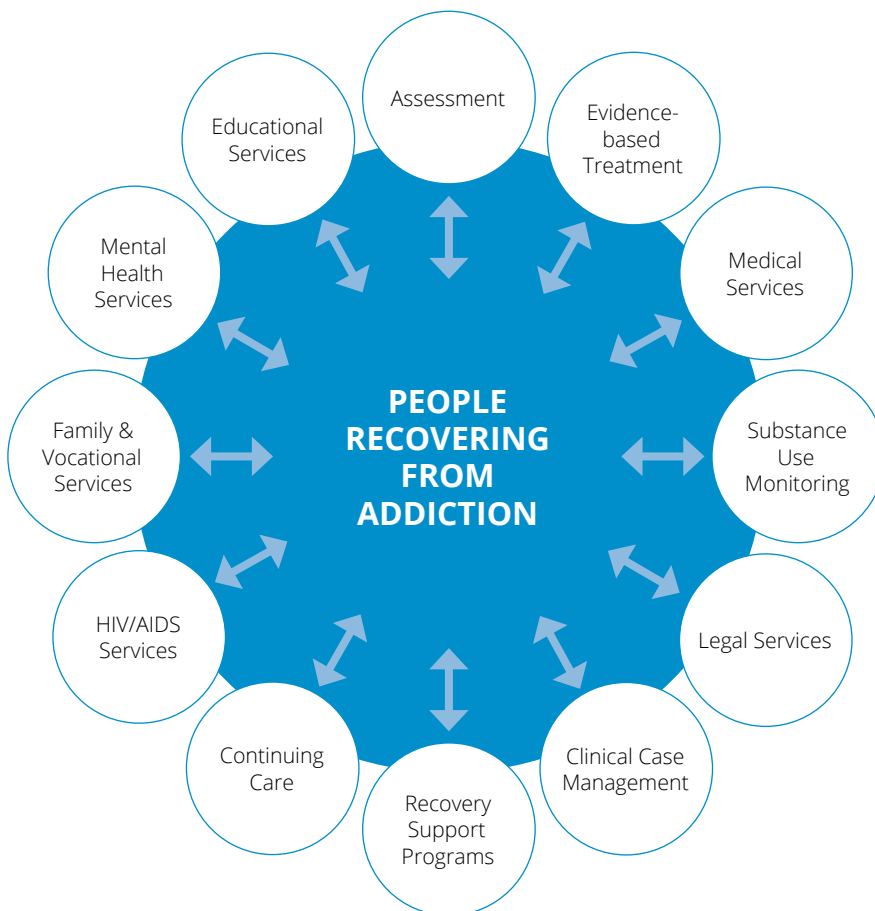 Assessment
Evidence-
based
Treatment
Medical
Services
Substance
Use
Monitoring
Legal Services
Clinical Case
Management
Recovery
Support
Programs
Continuing
Care
HIV/AIDS
Services
Family &
Vocational
Services
Mental
Health
Services
Educational
Services
PEOPLE
RECOVERING
FROM
ADDICTION